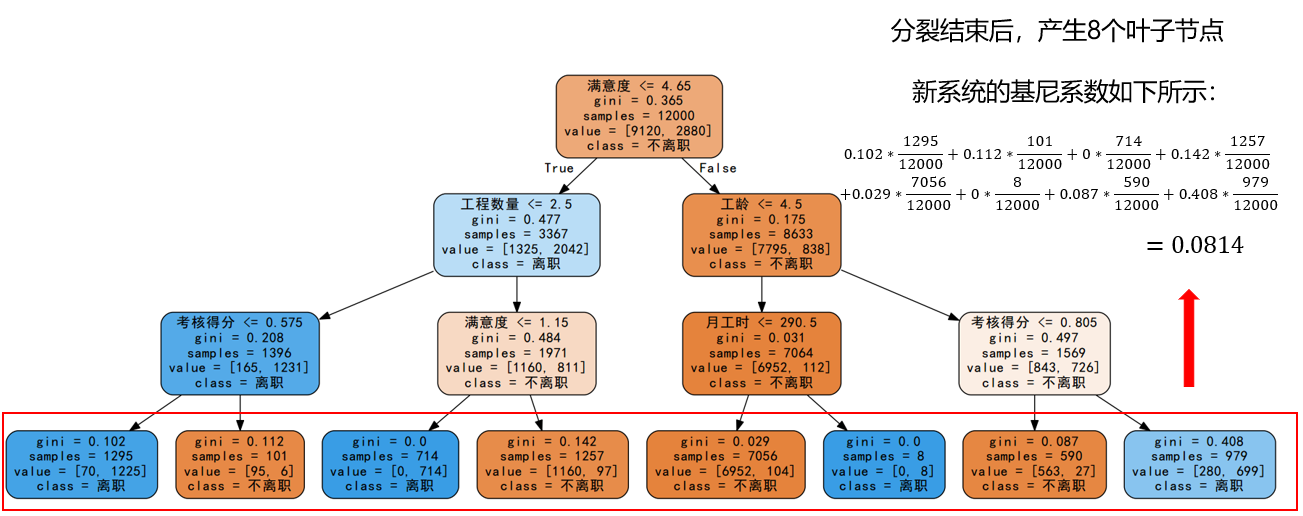 分裂结束后，产生8个叶子节点
新系统的基尼系数如下所示：
0.102 * 1295/12000 + 0.112 * 101/12000 + 0 * 714/12000 + 0.142 * 1257/12000
+0.029 * 7056/12000 + 0 * 8/12000 + 0.087 * 590/12000 + 0.408 * 979/12000
= 0.0814
满意度 <= 4.65
gini = 0.365
samples = 12000
value = [9120, 2880]
class = 不离职
True
False
工程数量 <= 2.5
gini = 0.477
samples = 3367
value = [1325, 2042]
class = 离职
工龄 <= 4.5
gini = 0.175
samples = 8633
value = [7795, 838]
class = 不离职
考核得分 <= 0.575
gini = 0.208
samples = 1396
value = [165, 1231]
class = 离职
满意度 <= 1.15
gini = 0.484
samples = 1971
value = [1160, 811]
class = 不离职
月工时 <= 290.5
gini = 0.031
samples = 7064
value = [6952, 112]
class = 不离职
考核得分 <= 0.805
gini = 0.497
samples = 1569
value = [843, 726]
class = 不离职
gini = 0.102
samples = 1295
value = [70, 1225]
class = 离职
gini = 0.112
samples = 101
value = [95, 6]
class = 不离职
gini = 0.0
samples = 714
value = [0, 714]
class = 离职
gini = 0.142
samples = 1257
value = [1160, 97]
class = 不离职
gini = 0.029
samples = 7056
value = [6952, 104]
class = 不离职
gini = 0.0
samples = 8
value = [0, 8]
class = 离职
gini = 0.087
samples = 590
value = [563, 27]
class = 不离职
gini = 0.408
samples = 979
value = [280, 699]
class = 离职